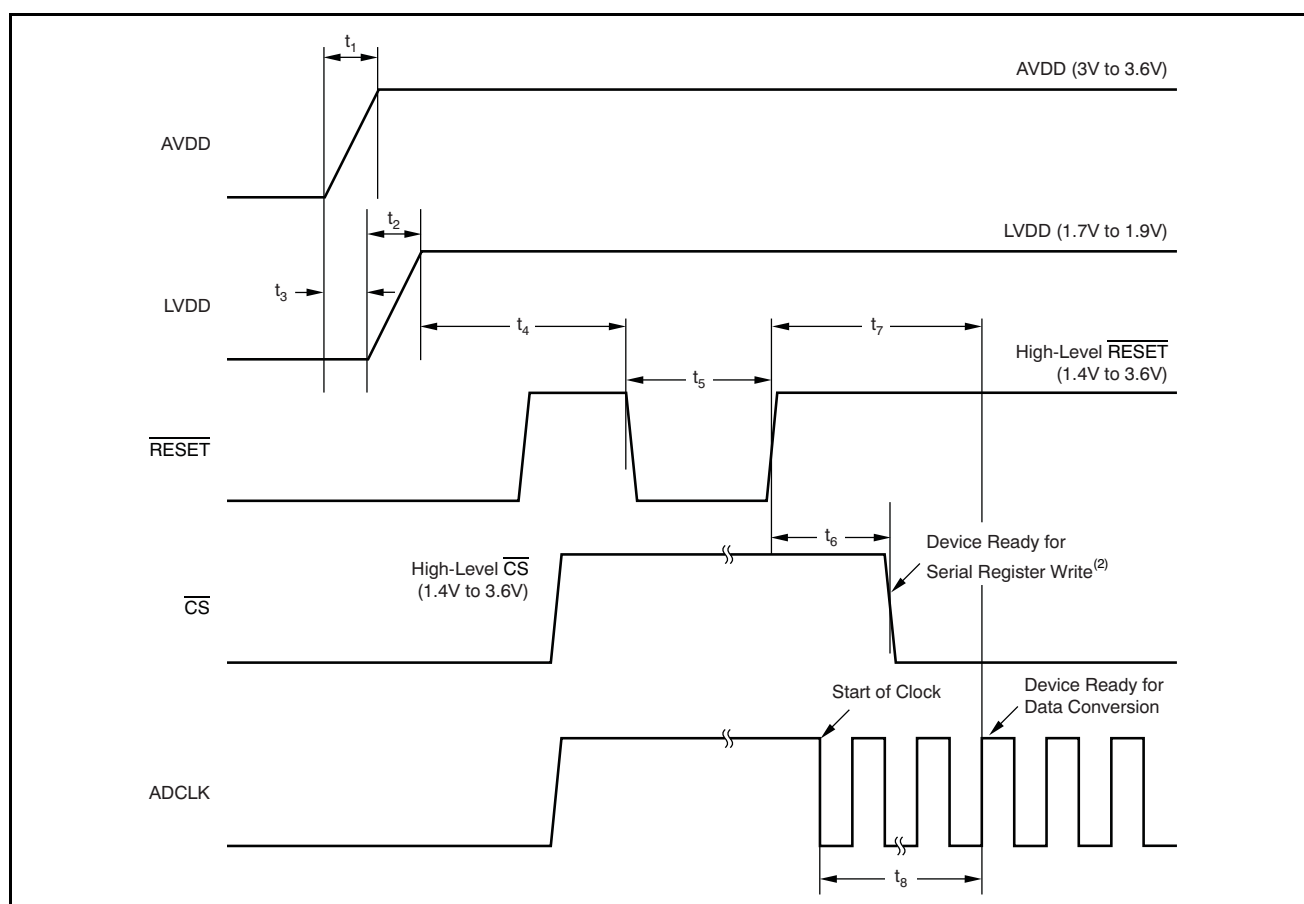 t1
AVDD (3V to 3.6V)
AVDD
t2
LVDD (1.7V to 1.9V)
t3
LVDD
t4
t7
High-Level RESET
(1.4V to 3.6V)
t5
RESET
t6
Device Ready for
Serial Register Write(2)
High-Level CS
(1.4V to 3.6V)
CS
Start of Clock
Device Ready for
Data Conversion
ADCLK
t8